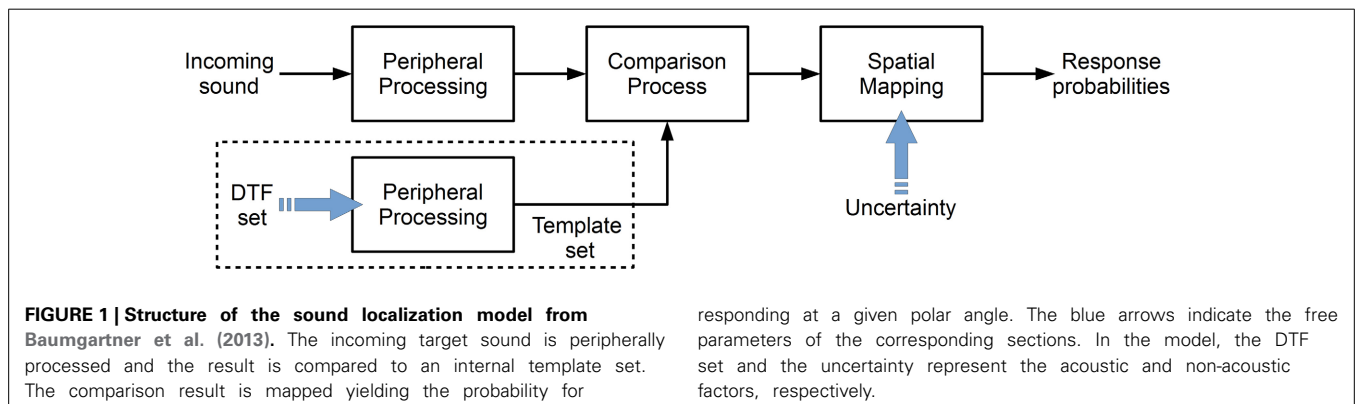 Incoming
sound
Peripheral
Processing
Comparison
Process
Spatial
Mapping
Response
probabilities
DTF
set
Peripheral
Processing
Template
set
Uncertainty
FIGURE 1 | Structure of the sound localization model from
Baumgartner et al. (2013). The incoming target sound is peripherally
processed and the result is compared to an internal template set.
The comparison result is mapped yielding the probability for
responding at a given polar angle. The blue arrows indicate the free
parameters of the corresponding sections. In the model, the DTF
set and the uncertainty represent the acoustic and non-acoustic
factors, respectively.